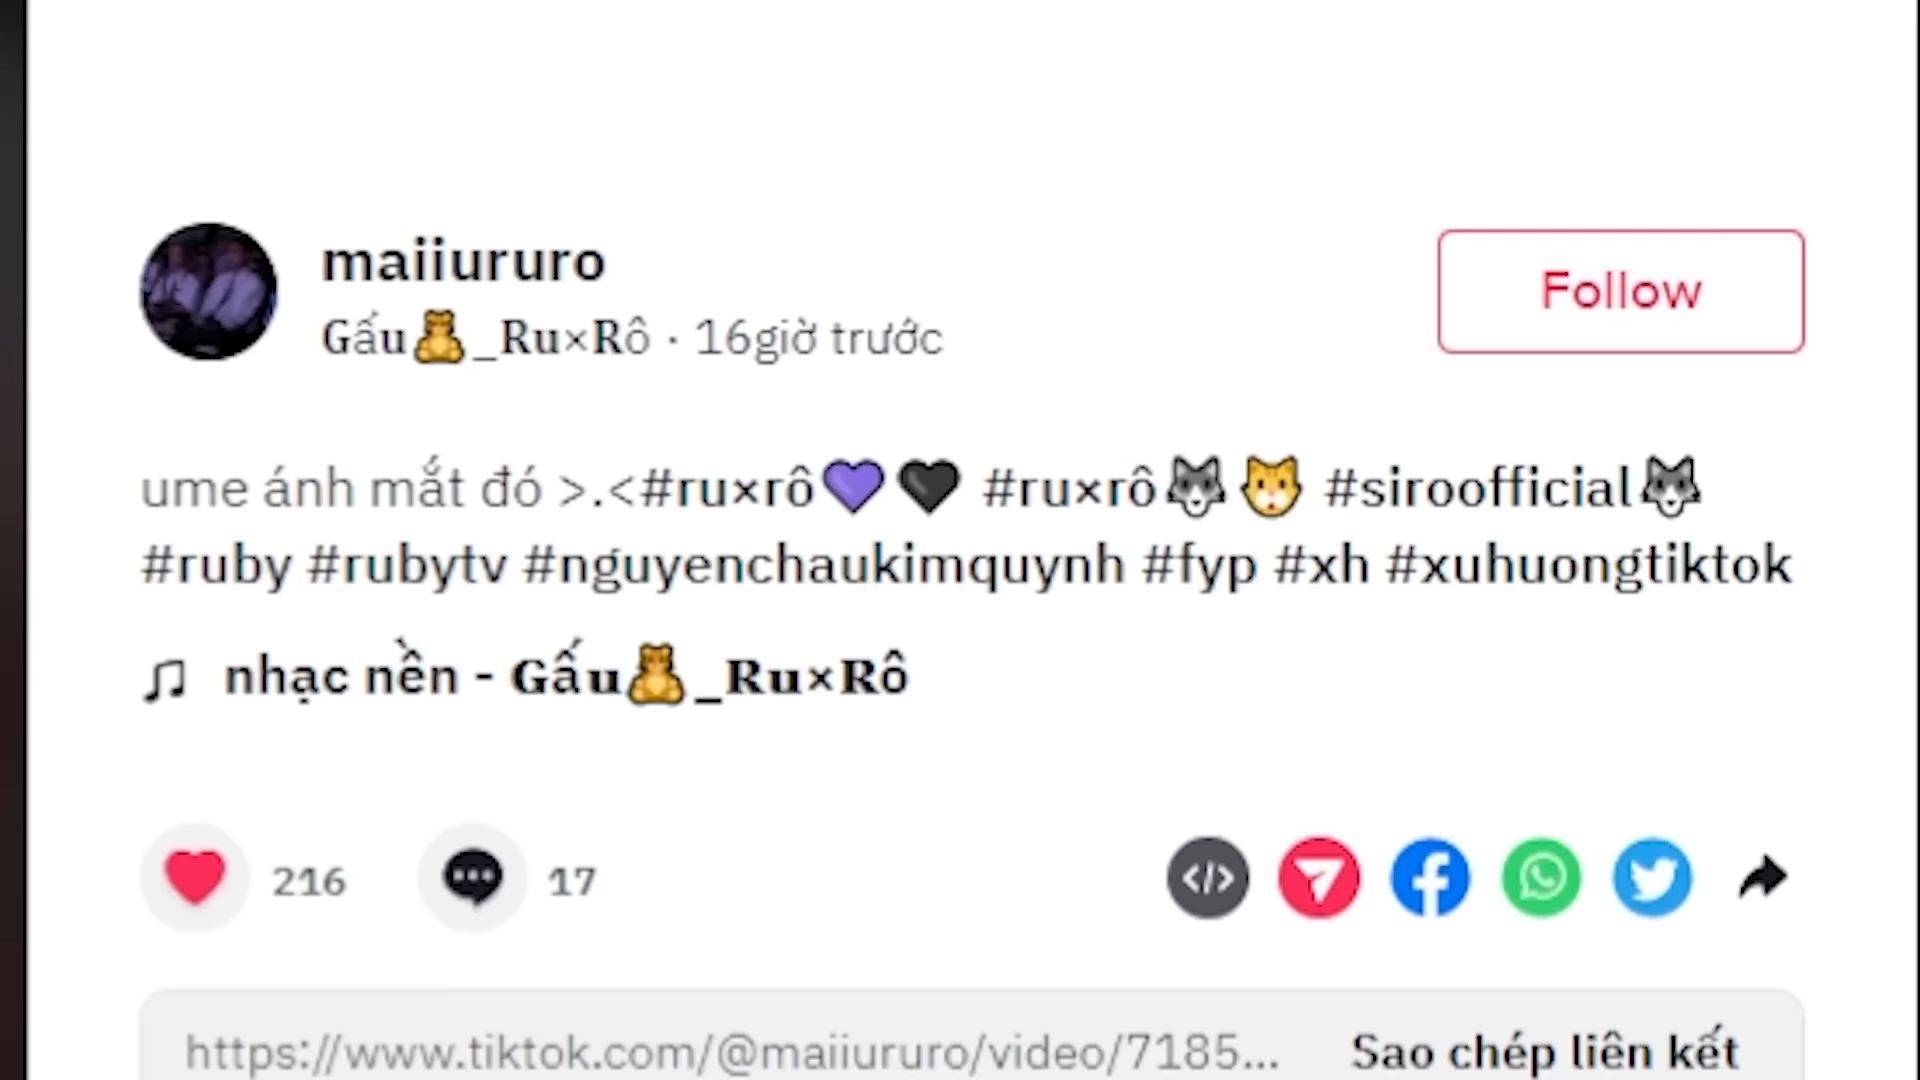 maiiururo
Follow
Gấu🧸_Ru×Rô · 16giờ trước
ume ánh mắt đó >.<#ru×rô💜🖤 #ru×rô🐺🐱 #siroofficial🐺
#ruby #rubytv #nguyenchaukimquynh #fyp #xh #xuhuongtiktok
♫ nhạc nền - Gấu🧸_Ru×Rô
216
17
https://www.tiktok.com/@maiiururo/video/7185...
Sao chép liên kết